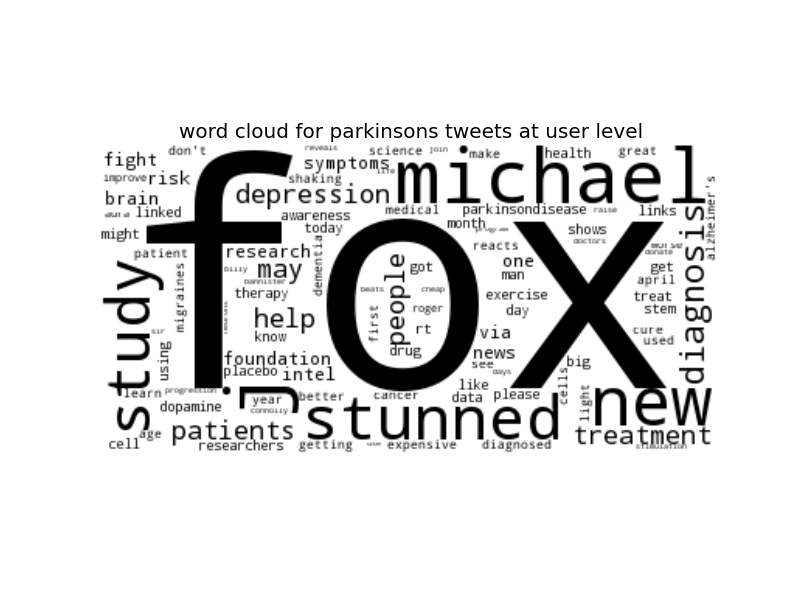 word cloud for parkinsons tweets at user level
don't
reveals
science
join
make
health
great
fight
symptoms
michael
improve
risk
shaking
life
depression
brain
fox
medical
parkinsondisease
raise
links
alzheimer's
aura
linked
awareness
month
program
today
shows
might
reacts
doctors
worse
donate
patient
research
dementia
people
got
one
get
billy
may
man
april
bannister
migraines
study
therapy
beats
cheap
exercise
treat
diagnosis
first
roger
day
stem
help
sir
know
rt
via
cure
used
using
drug
news
foundation
see
big
placebo
intel
days
cells
like
light
learn
progression
j
better
cancer
data
please
new
year
dopamine
connolly
stunned
age
patients
treatment
cell
researchers
getting
use
expensive
diagnosed
stimulation